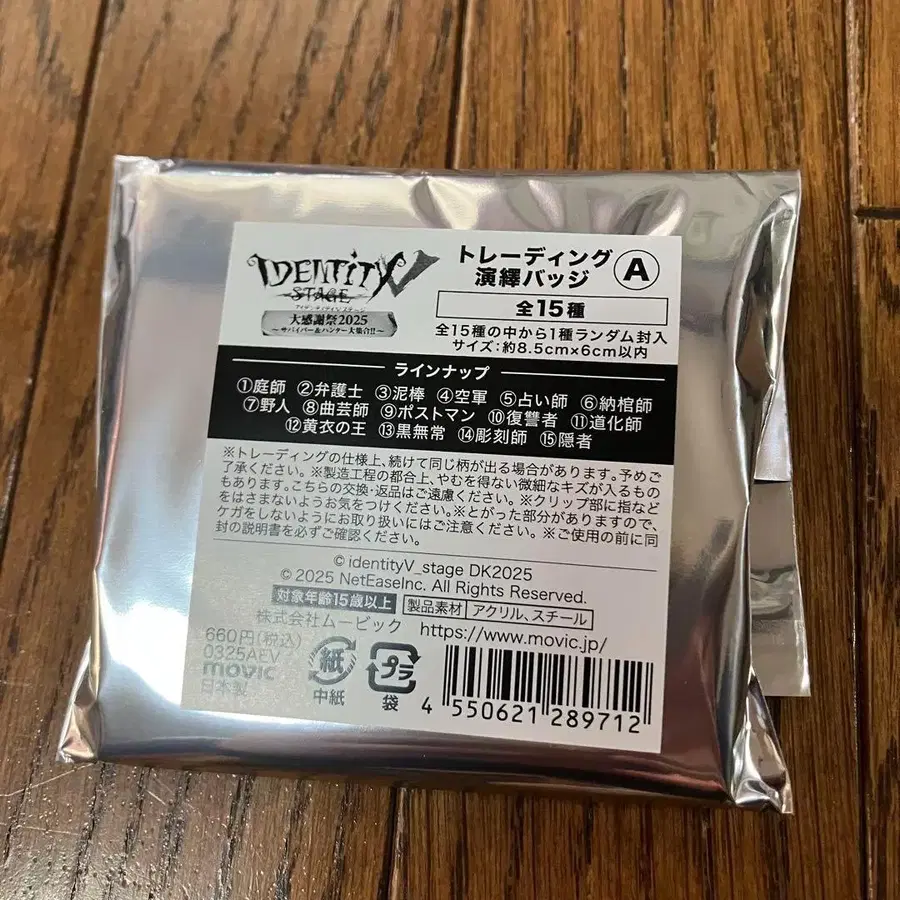 IDENTITY V
STAGE
アイデンティティVステージ
大感謝祭2025
～サバイバー&ハンター大集合!!～
トレーディング
演繹バッジ
A
全15種
全15種の中から1種ランダム封入
サイズ：約8.5cm×6cm以内
ラインナップ
①庭師 ②弁護士 ③泥棒 ④空軍 ⑤占い師 ⑥納棺師
⑦野人 ⑧曲芸師 ⑨ポストマン ⑩復讐者 ⑪道化師
⑫黄衣の王 ⑬黒無常 ⑭彫刻師 ⑮隠者
※トレーディングの仕様上、続けて同じ柄が出る場合があります。予めご
了承ください。※製造工程の都合上、やむを得ない微細なキズが入るもの
もあります。こちらの交換・返品はご遠慮ください。※クリップ部に指など
をはさまないようお気をつけください。※とがった部分がありますので、
ケガをしないようにお取り扱いにはご注意ください。※ご使用の前に同
封の説明書を必ずご確認ください。
© identityV_stage DK2025
© 2025 NetEaseInc. All Rights Reserved.
対象年齢15歳以上 製品素材 アクリル、スチール
株式会社ムービック https://www.movic.jp/
660円(税込)
0325AEV
movic
日本製
紙
中紙
プラ
袋
4 550621 289712